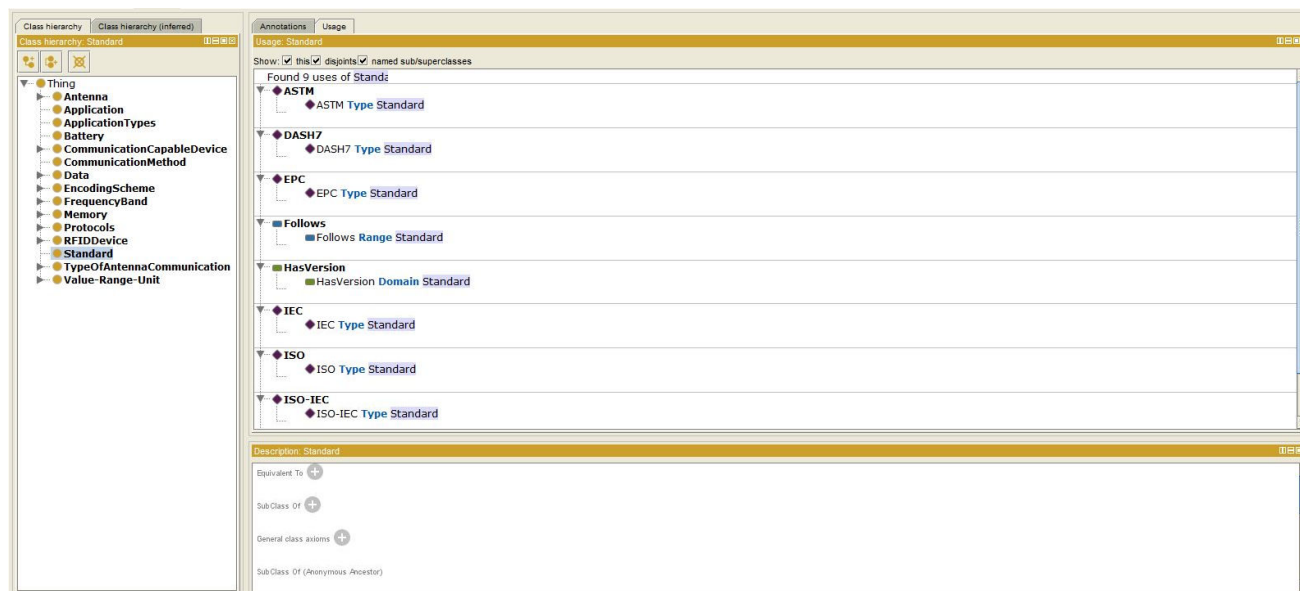 Class hierarchy Class hierarchy (inferred)
Class hierarchy: Standard
Thing
Antenna
Application
ApplicationTypes
Battery
CommunicationCapableDevice
CommunicationMethod
Data
EncodingScheme
FrequencyBand
Memory
Protocols
RFIDDevice
Standard
TypeOfAntennaCommunication
Value-Range-Unit
Annotations Usage
Usage: Standard
Show: this disjoints named sub/superclasses
Found 9 uses of Standa
ASTM
ASTM Type Standard
DASH7
DASH7 Type Standard
EPC
EPC Type Standard
Follows
Follows Range Standard
HasVersion
HasVersion Domain Standard
IEC
IEC Type Standard
ISO
ISO Type Standard
ISO-IEC
ISO-IEC Type Standard
Description: Standard
Equivalent To
SubClass Of
General class axioms
SubClass Of (Anonymous Ancestor)